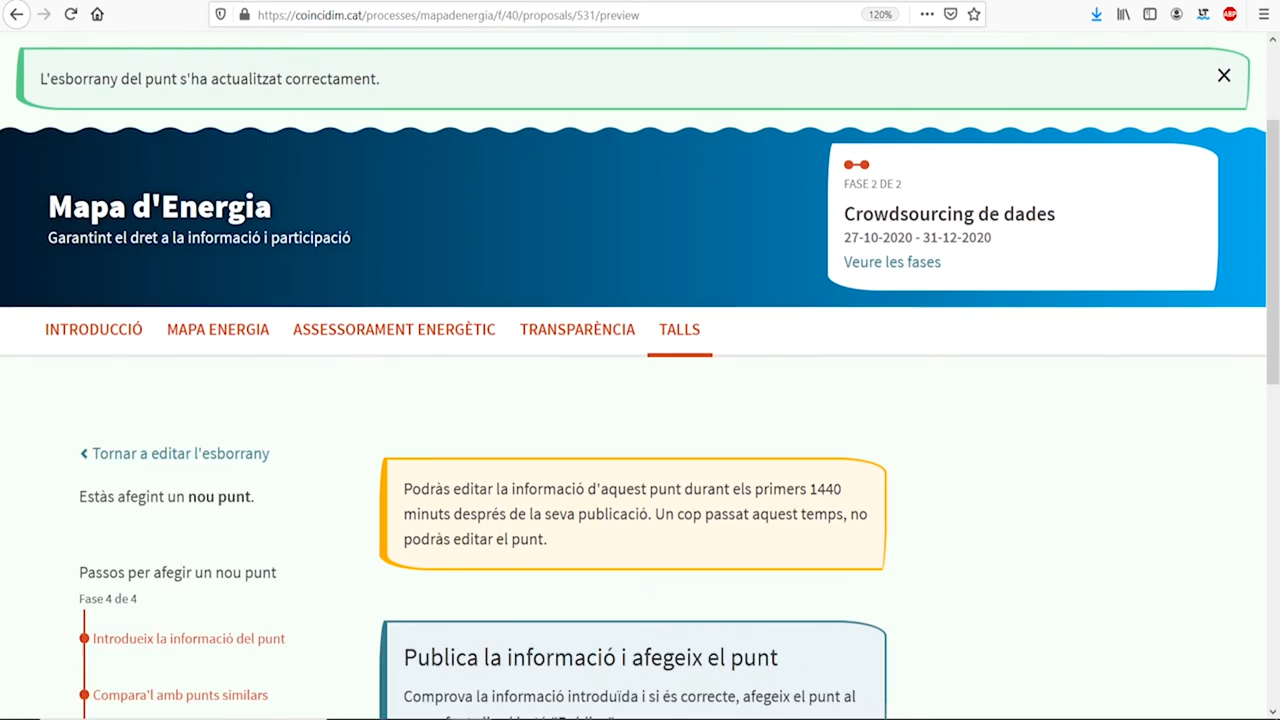 https://coincidim.cat/processes/mapadenergia/f/40/proposals/531/preview
120%
ABP
L'esborrany del punt s'ha actualitzat correctament.
Mapa d'Energia
Garantint el dret a la informació i participació
FASE 2 DE 2
Crowdsourcing de dades
27-10-2020 - 31-12-2020
Veure les fases
INTRODUCCIÓ MAPA ENERGIA ASSESSORAMENT ENERGÈTIC TRANSPARÈNCIA TALLS
Tornar a editar l'esborrany
Estàs afegint un nou punt.
Passos per afegir un nou punt
Fase 4 de 4
Introdueix la informació del punt
Compara'l amb punts similars
Podràs editar la informació d'aquest punt durant els primers 1440
minuts després de la seva publicació. Un cop passat aquest temps, no
podràs editar el punt.
Publica la informació i afegeix el punt
Comprova la informació introduïda i si és correcte, afegeix el punt al